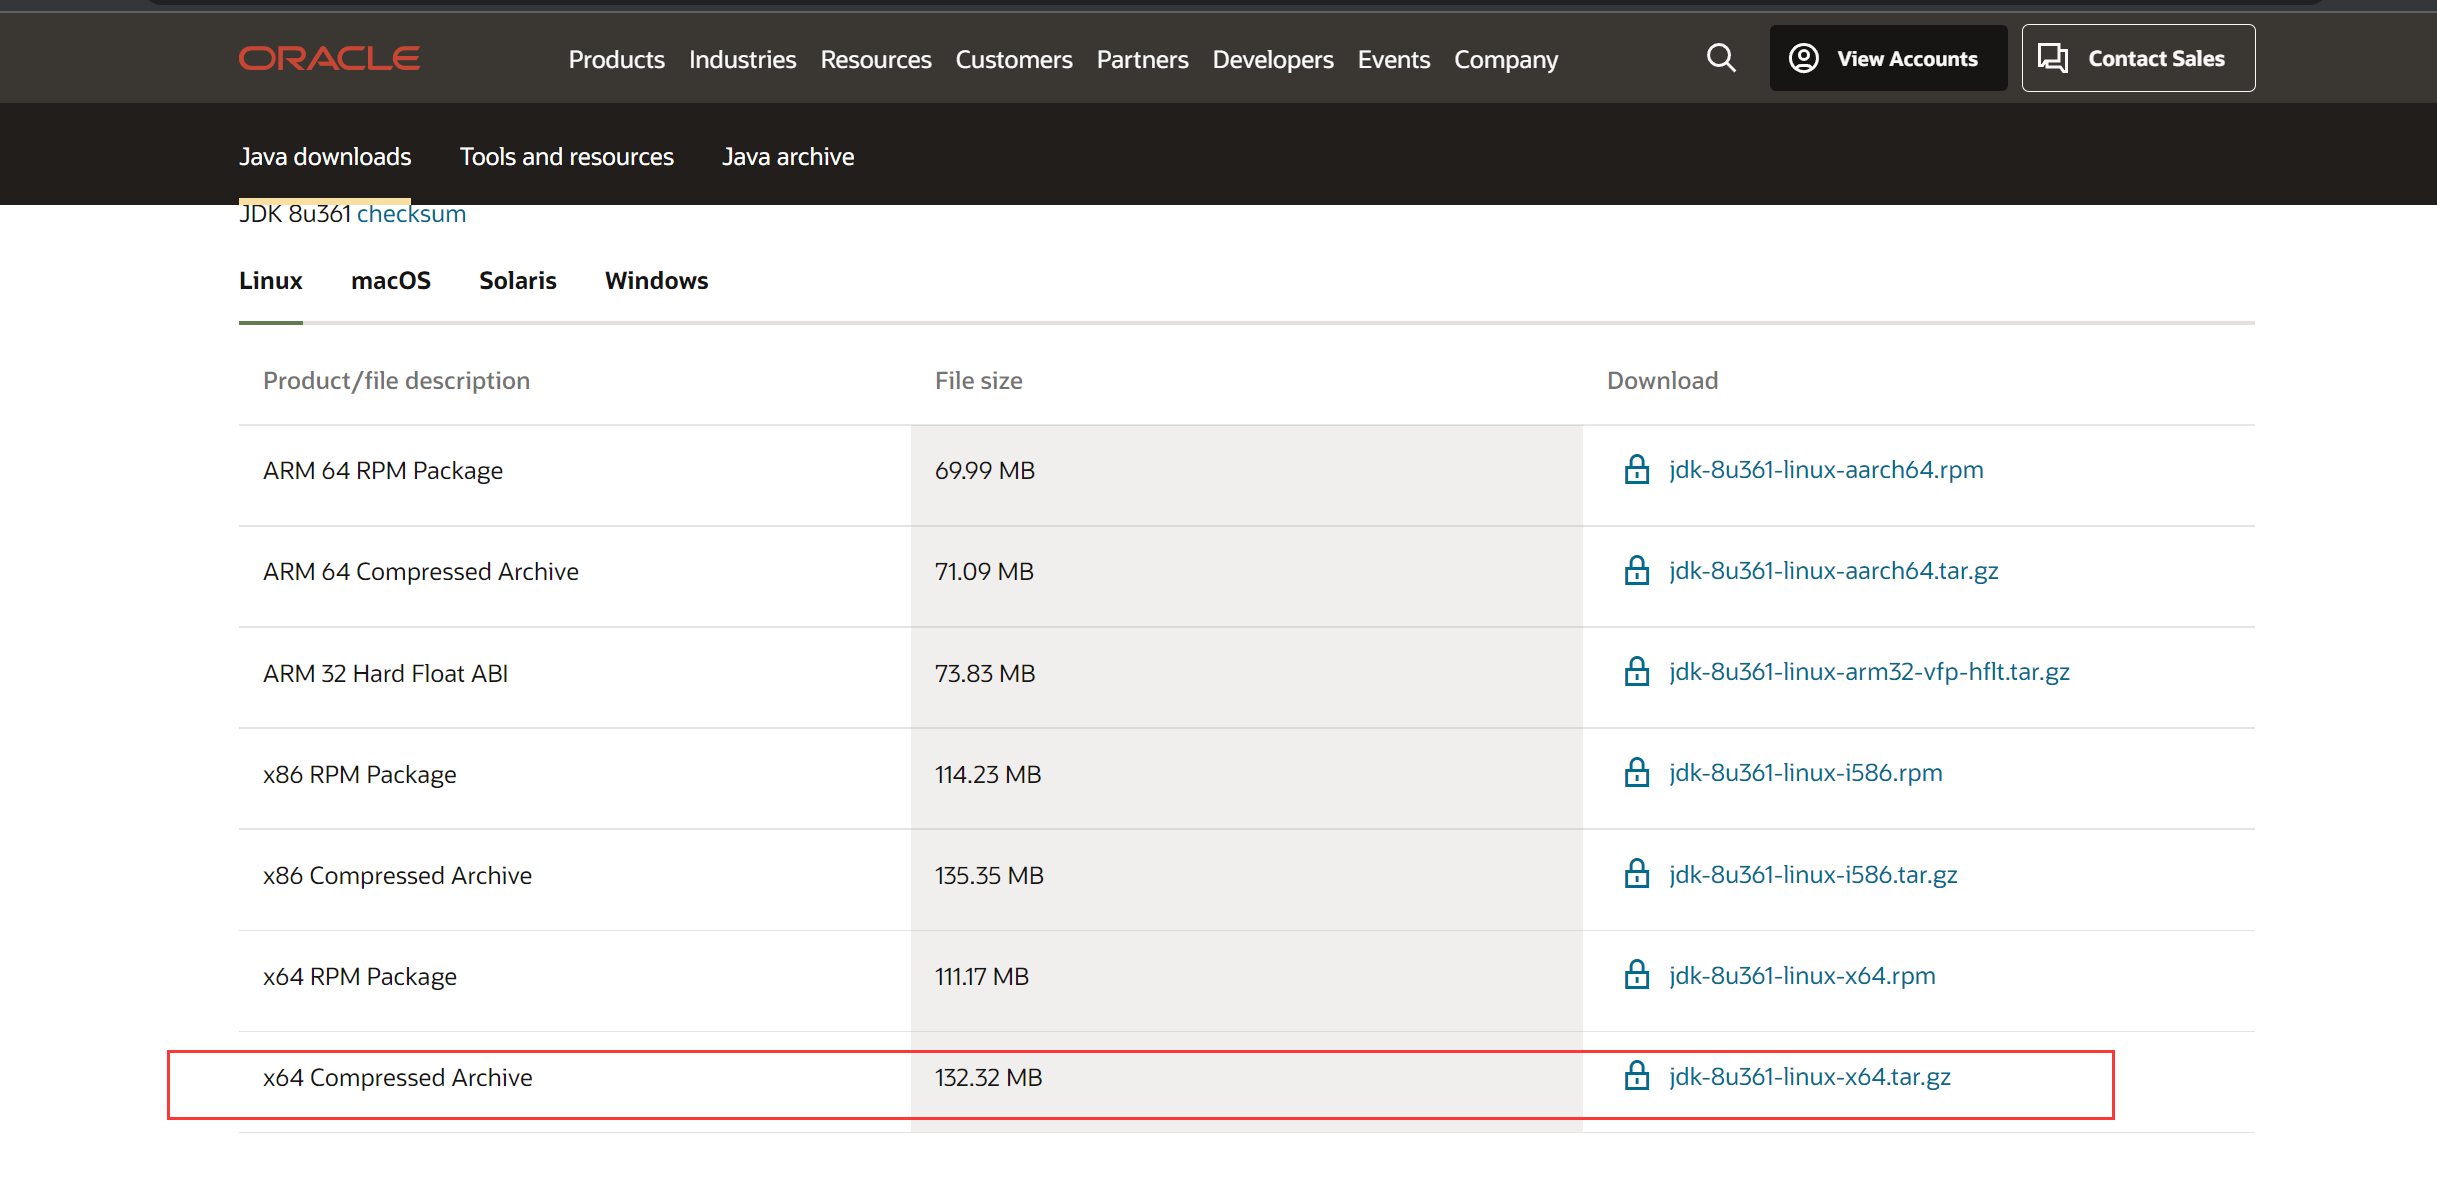 ORACLE Products Industries Resources Customers Partners Developers Events Company View Accounts Contact Sales
Java downloads Tools and resources Java archive
JDK 8u361 checksum
Linux macOS Solaris Windows
Product/file description File size Download
ARM 64 RPM Package 69.99 MB jdk-8u361-linux-aarch64.rpm
ARM 64 Compressed Archive 71.09 MB jdk-8u361-linux-aarch64.tar.gz
ARM 32 Hard Float ABI 73.83 MB jdk-8u361-linux-arm32-vfp-hflt.tar.gz
x86 RPM Package 114.23 MB jdk-8u361-linux-i586.rpm
x86 Compressed Archive 135.35 MB jdk-8u361-linux-i586.tar.gz
x64 RPM Package 111.17 MB jdk-8u361-linux-x64.rpm
x64 Compressed Archive 132.32 MB jdk-8u361-linux-x64.tar.gz